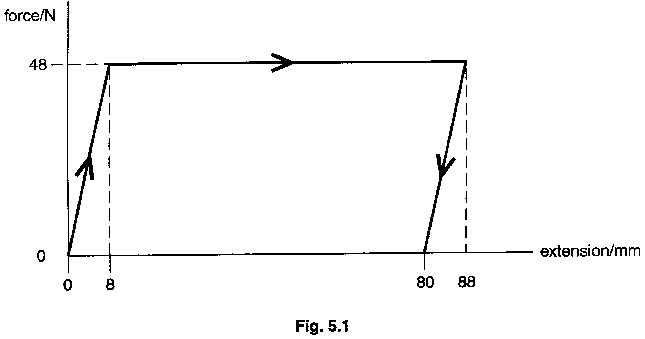 force/N
48
0
0 8 80 88
extension/mm
Fig. 5.1